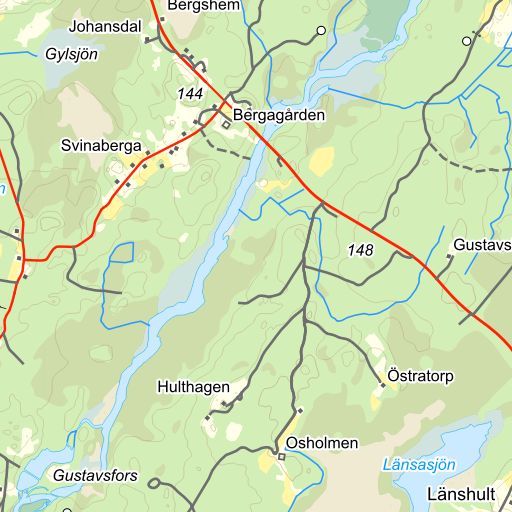 Bergshem
Johansdal
Gylsjön
144
Bergagården
Svinaberga
148
Gustavs
Östratorp
Hulthagen
Osholmen
Länsasjön
Gustavsfors
Länshult